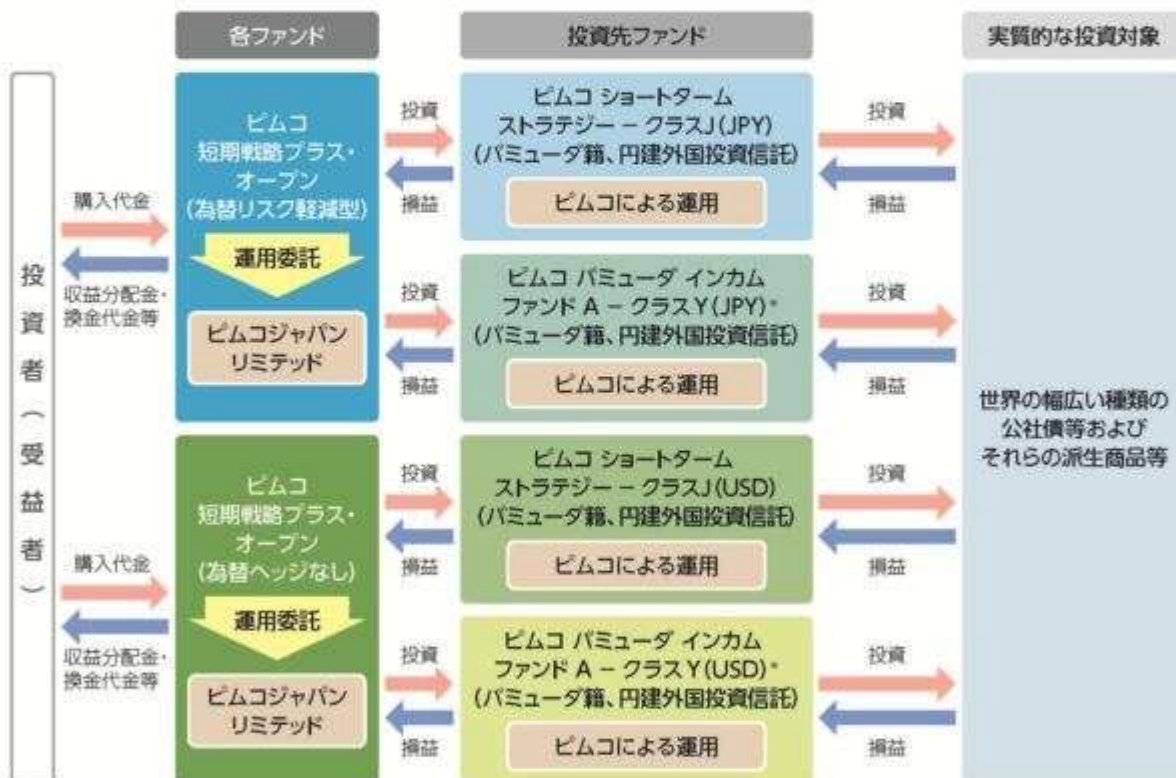 各ファンド
投資先ファンド
実質的な投資対象
投資者（受益者）
購入代金
収益分配金・
換金代金等
ピムコ
短期戦略プラス・
オープン
(為替リスク軽減型)
運用委託
ピムコジャパン
リミテッド
投資
損益
ピムコ ショートターム
ストラテジー － クラスJ(JPY)
(バミューダ籍、円建外国投資信託)
ピムコによる運用
投資
損益
投資
損益
ピムコ バミューダ インカム
ファンド A － クラスY(JPY)*
(バミューダ籍、円建外国投資信託)
ピムコによる運用
投資
損益
世界の幅広い種類の
公社債等および
それらの派生商品等
購入代金
収益分配金・
換金代金等
ピムコ
短期戦略プラス・
オープン
(為替ヘッジなし)
運用委託
ピムコジャパン
リミテッド
投資
損益
ピムコ ショートターム
ストラテジー － クラスJ(USD)
(バミューダ籍、円建外国投資信託)
ピムコによる運用
投資
損益
投資
損益
ピムコ バミューダ インカム
ファンド A － クラスY(USD)*
(バミューダ籍、円建外国投資信託)
ピムコによる運用
投資
損益